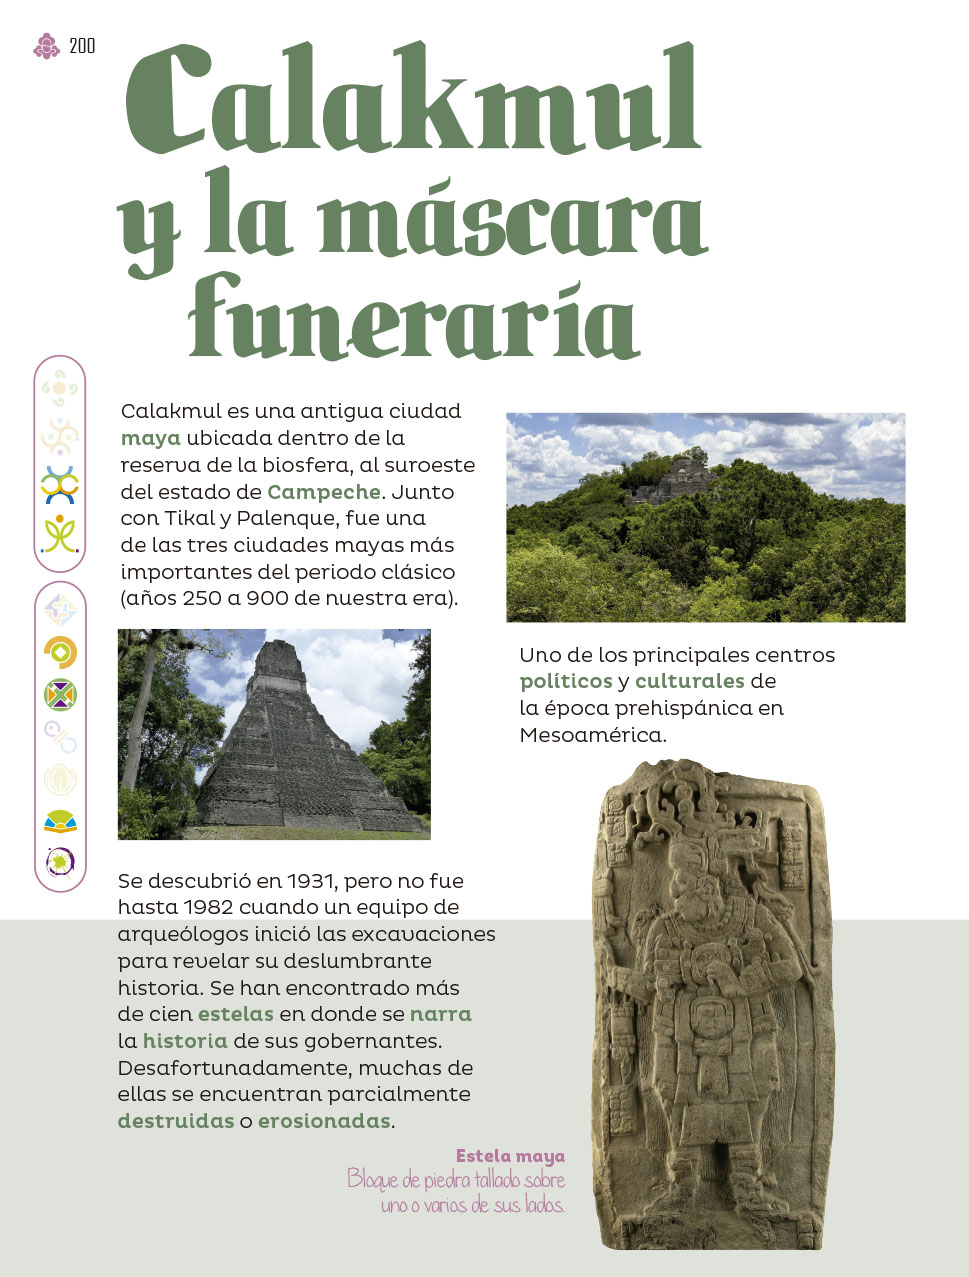 200
Calakmul
y la máscara
funeraría
Calakmul es una antigua ciudad
maya ubicada dentro de la
reserva de la biosfera, al suroeste
del estado de Campeche. Junto
con Tikal y Palenque, fue una
de las tres ciudades mayas más
importantes del periodo clásico
(años 250 a 900 de nuestra era).
Uno de los principales centros
políticos y culturales de
la época prehispánica en
Mesoamérica.
Se descubrió en 1931, pero no fue
hasta 1982 cuando un equipo de
arqueólogos inició las excavaciones
para revelar su deslumbrante
historia. Se han encontrado más
de cien estelas en donde se narra
la historia de sus gobernantes.
Desafortunadamente, muchas de
ellas se encuentran parcialmente
destruidas o erosionadas.
Estela maya
Bloque de piedra tallado sobre
uno o varios de sus lados.